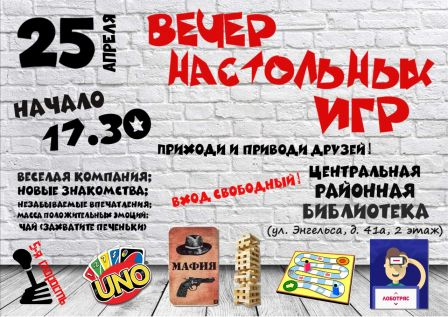 25
АПРЕЛЯ
ВЕЧЕР
НАСТОЛЬНЫХ
ИГР
НАЧАЛО
17.30
ПРИХОДИ И ПРИВОДИ ДРУЗЕЙ!
ВЕСЕЛАЯ КОМПАНИЯ;
НОВЫЕ ЗНАКОМСТВА;
НЕЗАБЫВАЕМЫЕ ВПЕЧАТЛЕНИЯ;
МАССА ПОЛОЖИТЕЛЬНЫХ ЭМОЦИЙ;
ЧАЙ (ЗАХВАТИТЕ ПЕЧЕНЬКИ)
ВХОД СВОБОДНЫЙ!
ЦЕНТРАЛЬНАЯ
РАЙОННАЯ
БИБЛИОТЕКА
(ул. Энгельса, д. 41а, 2 этаж)
5-я скорость
UNO
МАФИЯ
ЛОБОТРЯС